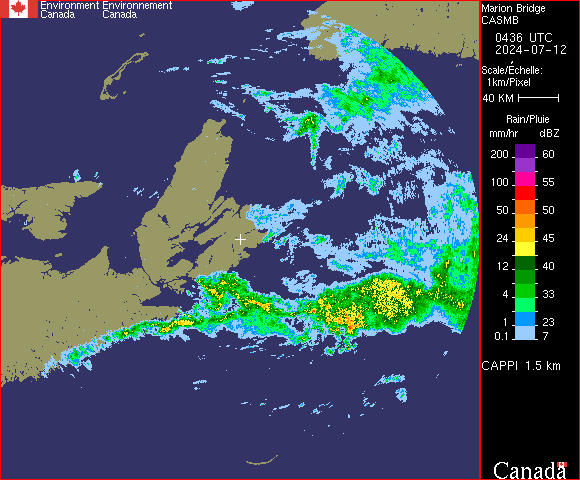 Environment Environnement
Canada Canada
Marion Bridge
CASMB
0436 UTC
2024-07-12
Scale/Echelle:
1km/Pixel
40 KM
Rain/Pluie
mm/hr dBZ
200 60
100 55
50 50
24 45
12 40
4 33
1 23
0.1 7
CAPPI 1.5 km
Canada